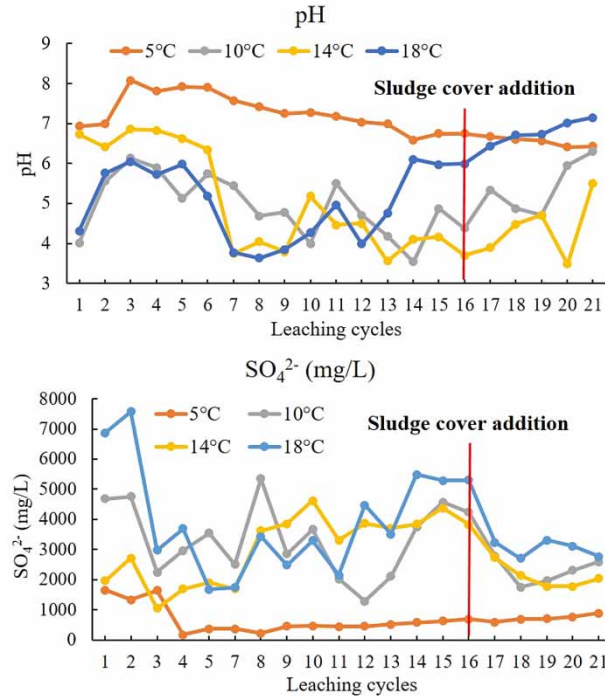 pH
9
8
7
6
5
4
3
pH
5°C 10°C 14°C 18°C
Sludge cover addition
1 2 3 4 5 6 7 8 9 10 11 12 13 14 15 16 17 18 19 20 21
Leaching cycles
SO₄²⁻ (mg/L)
8000
7000
6000
5000
4000
3000
2000
1000
0
SO₄²⁻ (mg/L)
5°C 10°C
14°C 18°C
Sludge cover addition
1 2 3 4 5 6 7 8 9 10 11 12 13 14 15 16 17 18 19 20 21
Leaching cycles